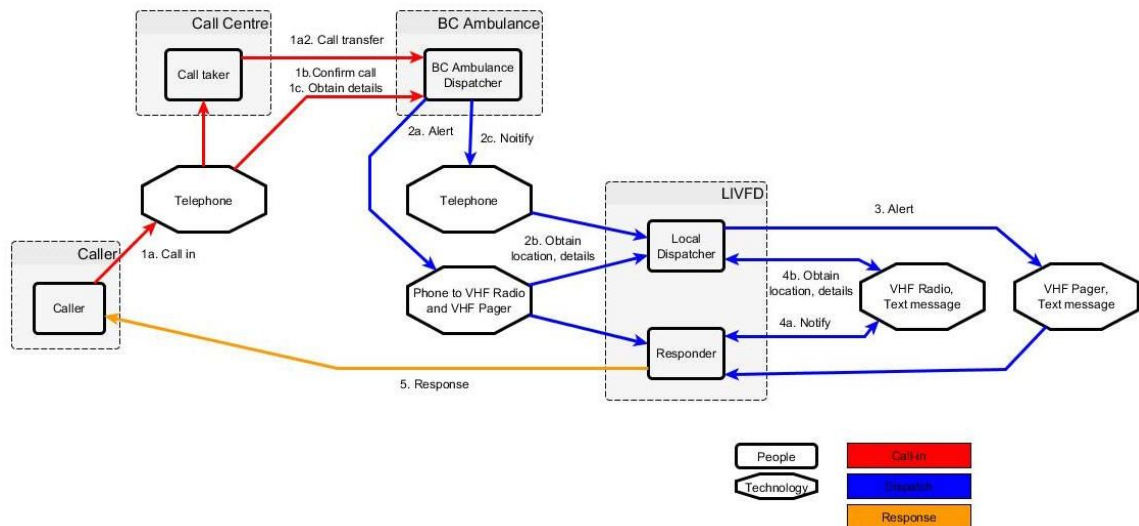 Call Centre
BC Ambulance
Call taker
1a2. Call transfer
BC Ambulance
Dispatcher
1b.Confirm call
1c. Obtain details
2a. Alert
2c. Noitify
Telephone
Telephone
LIVFD
3. Alert
Caller
1a. Call in
2b. Obtain
location, details
Local
Dispatcher
4b. Obtain
location, details
Phone to VHF Radio
and VHF Pager
VHF Radio,
Text message
VHF Pager,
Text message
Caller
4a. Notify
Responder
5. Response
People
Call-in
Technology
Dispatch
Response